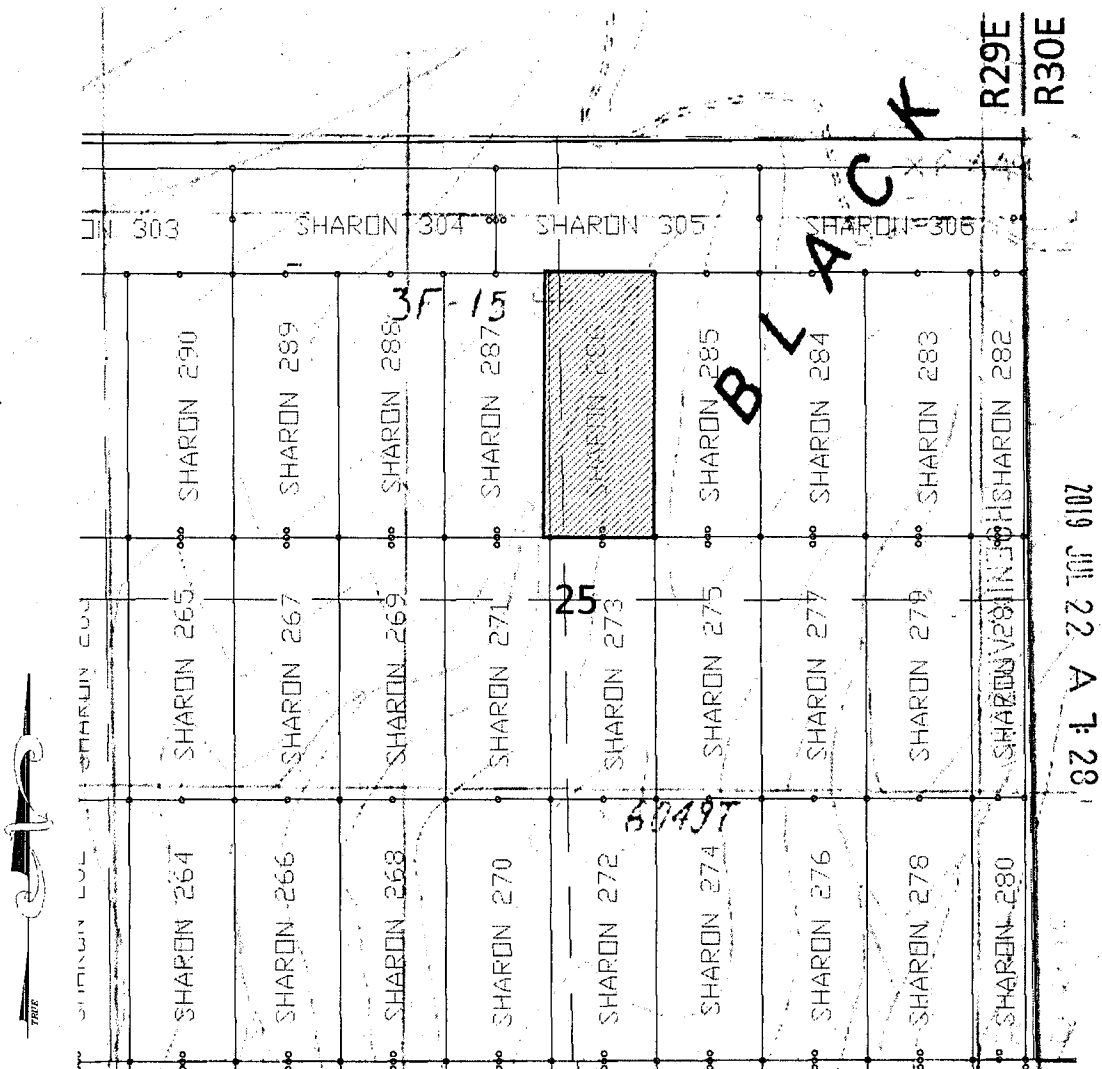 R29E
R30E
B L A C K
SHARON 304
SHARON 305
SHARON 306
303
3F-15
SHARON 290
SHARON 289
SHARON 288
SHARON 287
SHARON 285
SHARON 284
SHARON 283
SHARON 282
25
SHARON 265
SHARON 267
SHARON 269
SHARON 271
SHARON 273
SHARON 275
SHARON 277
SHARON 279
SHARON 264
SHARON 266
SHARON 268
SHARON 270
SHARON 272
SHARON 274
SHARON 276
SHARON 278
SHARON 280
2019 JUL 22 A 7:28
TRUE